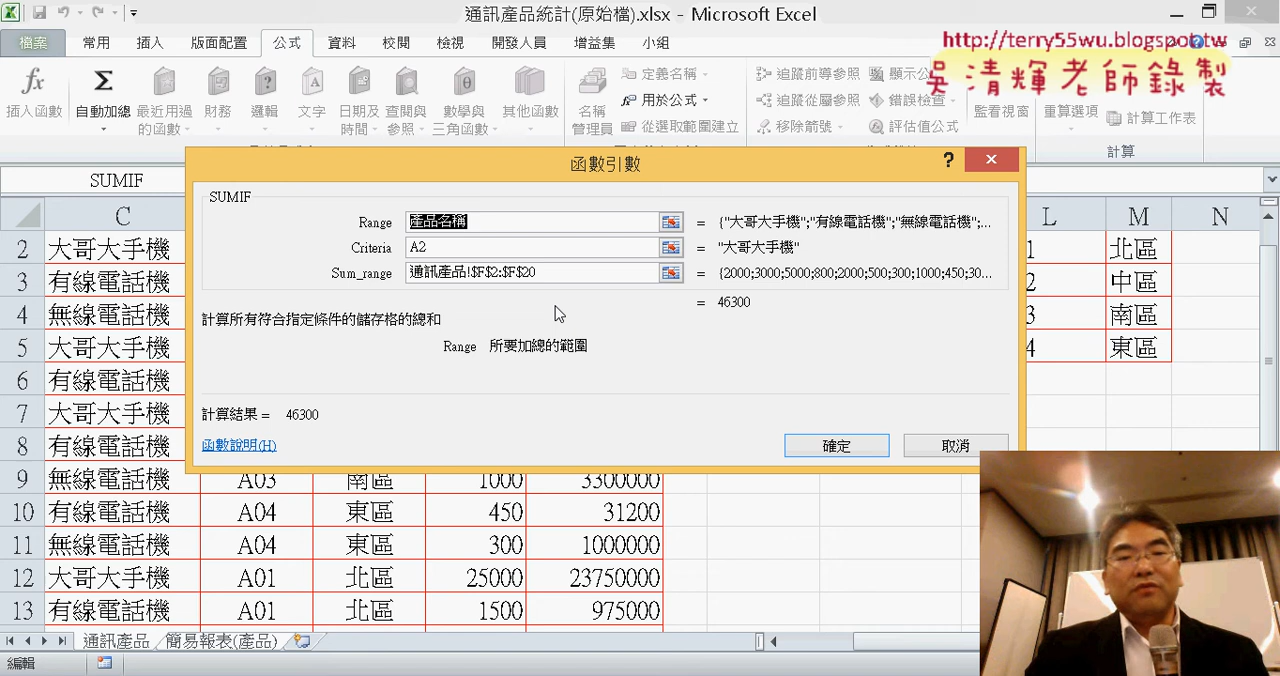 通訊產品統計(原始檔).xlsx - Microsoft Excel
檔案 常用 插入 版面配置 公式 資料 校閱 檢視 開發人員 增益集 小組
http://terry55wu.blogspot.tw
吳清輝老師錄製
插入函數 自動加總 最近用過的函數 財務 邏輯 文字 日期及時間 查閱與參照 數學與三角函數 其他函數 名稱管理員
定義名稱 用於公式 從選取範圍建立
追蹤前導參照 追蹤從屬參照 移除箭號
錯誤檢查 評估值公式 監看視窗 重算選項 計算工作表
計算
SUMIF
函數引數
SUMIF
Range 產品名稱 = {"大哥大手機";"有線電話機";"無線電話機";...
Criteria A2 = "大哥大手機"
Sum_range 通訊產品!$F$2:$F$20 = {2000;3000;5000;800;2000;500;300;1000;450;30...
= 46300
計算所有符合指定條件的儲存格的總和
Range 所要加總的範圍
計算結果 = 46300
函數說明(H) 確定 取消
C L M N
2 大哥大手機 1 北區
3 有線電話機 2 中區
4 無線電話機 3 南區
5 大哥大手機 4 東區
6 有線電話機
7 大哥大手機
8 有線電話機
9 無線電話機 A03 南區 1000 3300000
10 有線電話機 A04 東區 450 31200
11 無線電話機 A04 東區 300 1000000
12 大哥大手機 A01 北區 25000 23750000
13 有線電話機 A01 北區 1500 975000
通訊產品 簡易報表(產品)
編輯